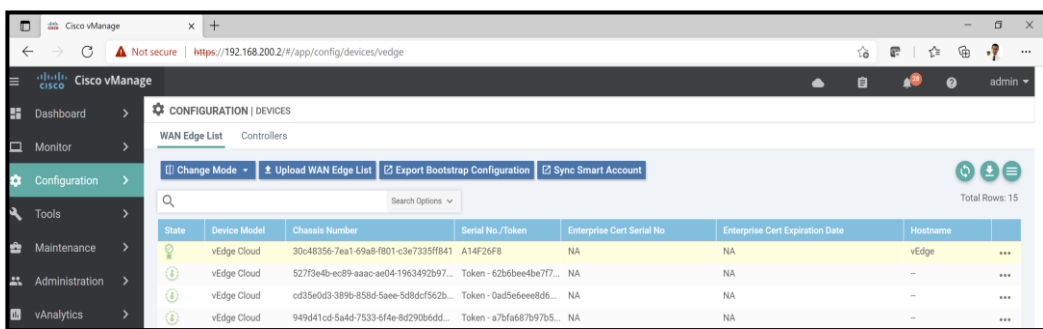 Cisco vManage
Not secure | https://192.168.200.2/#/app/config/devices/vedge
CISCO Cisco vManage
20
admin
Dashboard
Monitor
Configuration
Tools
Maintenance
Administration
vAnalytics
CONFIGURATION | DEVICES
WAN Edge List Controllers
Change Mode Upload WAN Edge List Export Bootstrap Configuration Sync Smart Account
Search Options
Total Rows: 15
State Device Model Chassis Number Serial No./Token Enterprise Cert Serial No Enterprise Cert Expiration Date Hostname
vEdge Cloud 30c48356-7ea1-69a8-f801-c3e7335ff841 A14F26F8 NA NA vEdge ...
vEdge Cloud 527f3e4b-ec89-aaac-ae04-1963492b97... Token - 62b6bee4be7f7... NA NA -- ...
vEdge Cloud cd35e0d3-389b-858d-5aee-5d8dcf562b... Token - 0ad5e6eee8d6... NA NA -- ...
vEdge Cloud 949d41cd-5a4d-7533-6f4e-8d290b6dd... Token - a7bfa687b97b5... NA NA -- ...